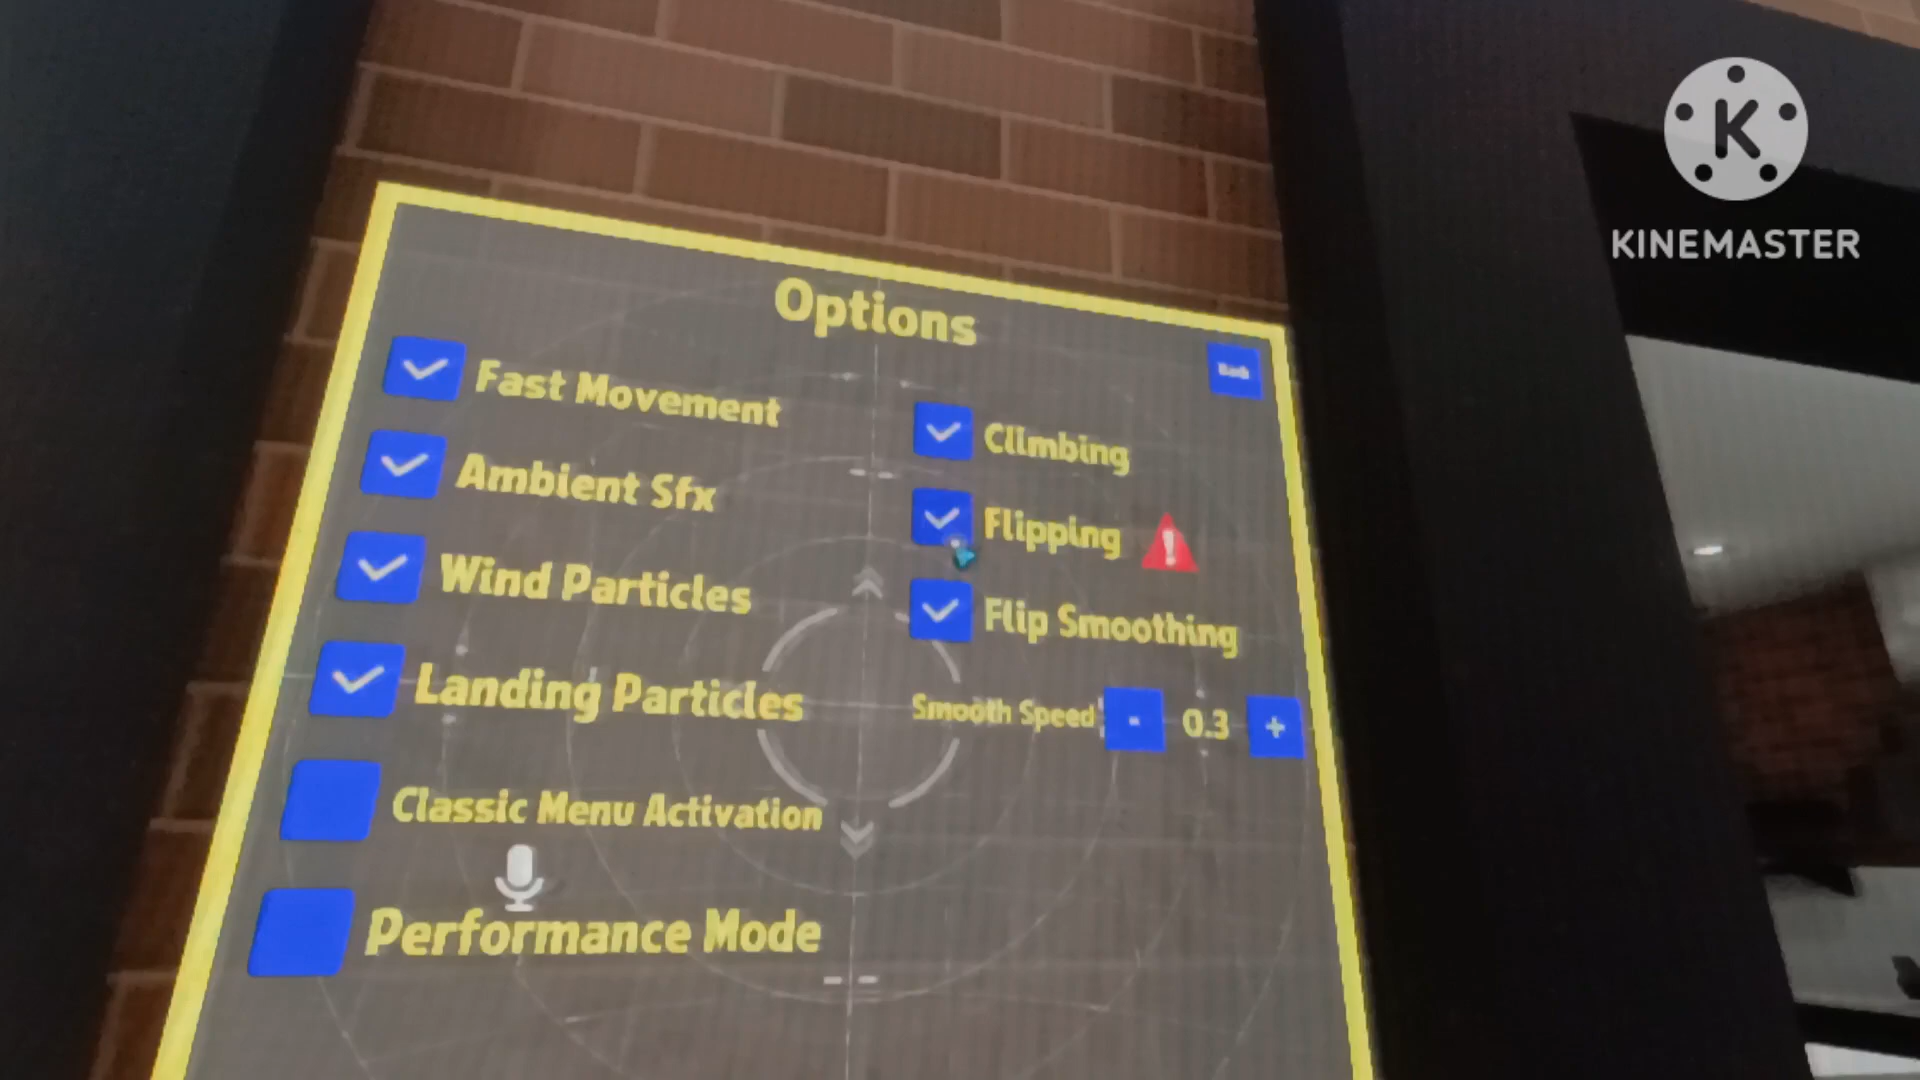 K
KINEMASTER
Options
Back
Fast Movement
Ambient Sfx
Wind Particles
Landing Particles
Classic Menu Activation
Performance Mode
Climbing
Flipping
Flip Smoothing
Smooth Speed - 0.3 +